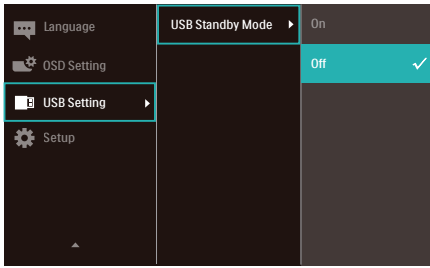 Language
OSD Setting
USB Setting
Setup
USB Standby Mode
On
Off